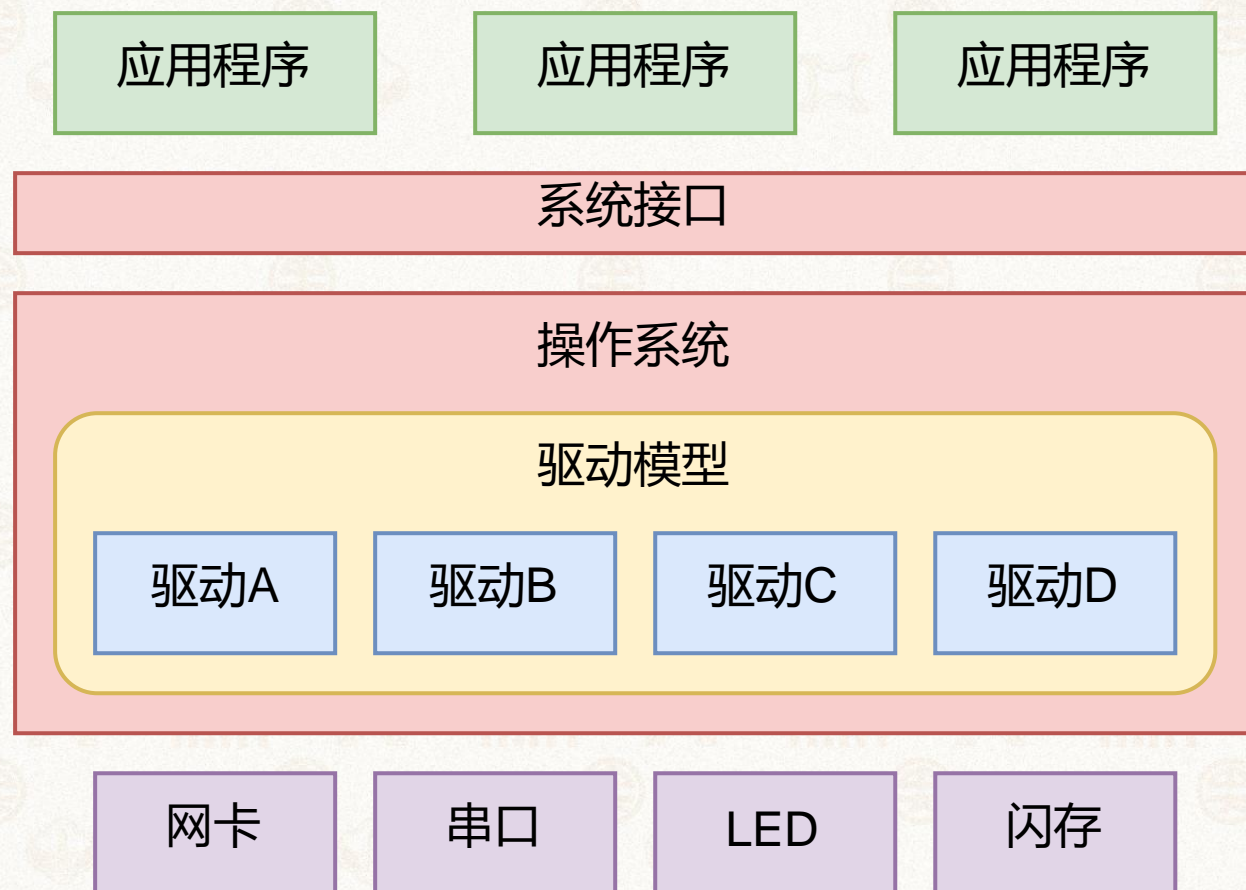 应用程序 应用程序 应用程序
系统接口
操作系统
驱动模型
驱动A 驱动B 驱动C 驱动D
网卡 串口 LED 闪存